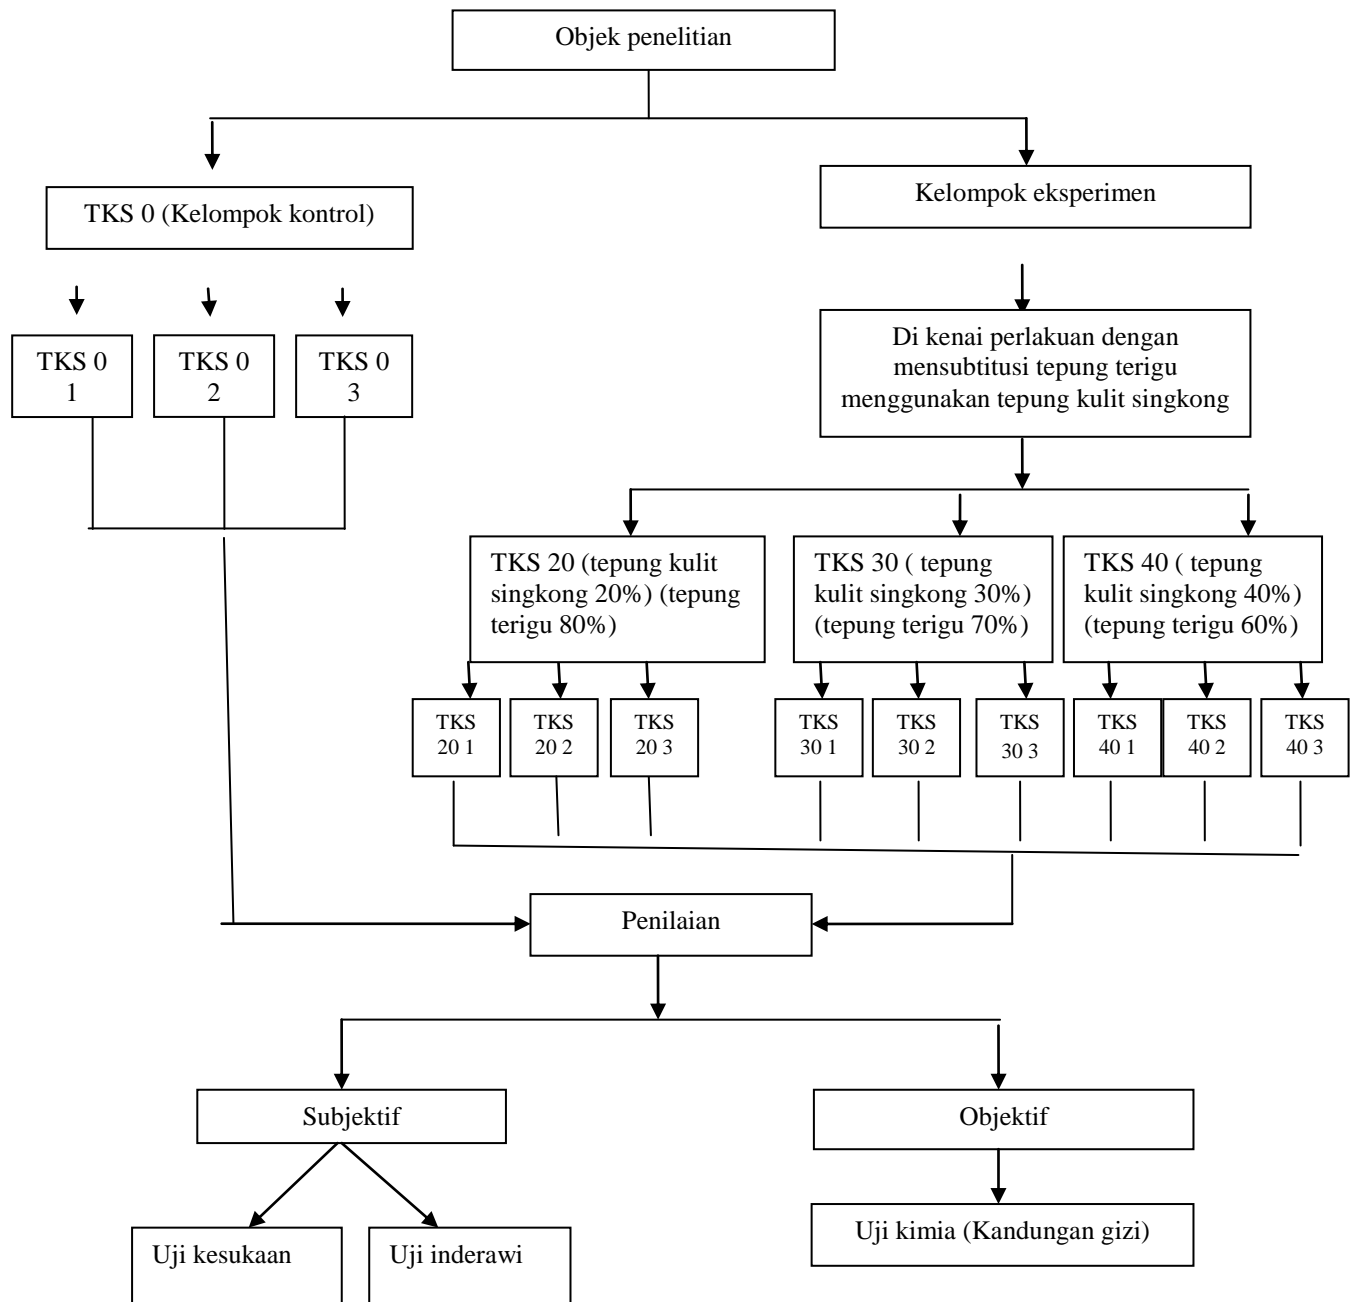 Objek penelitian
TKS 0 (Kelompok kontrol)
Kelompok eksperimen
TKS 0
1
TKS 0
2
TKS 0
3
Di kenai perlakuan dengan
mensubtitusi tepung terigu
menggunakan tepung kulit singkong
TKS 20 (tepung kulit
singkong 20%) (tepung
terigu 80%)
TKS 30 ( tepung
kulit singkong 30%)
(tepung terigu 70%)
TKS 40 ( tepung
kulit singkong 40%)
(tepung terigu 60%)
TKS
20 1
TKS
20 2
TKS
20 3
TKS
30 1
TKS
30 2
TKS
30 3
TKS
40 1
TKS
40 2
TKS
40 3
Penilaian
Subjektif
Objektif
Uji kesukaan
Uji inderawi
Uji kimia (Kandungan gizi)